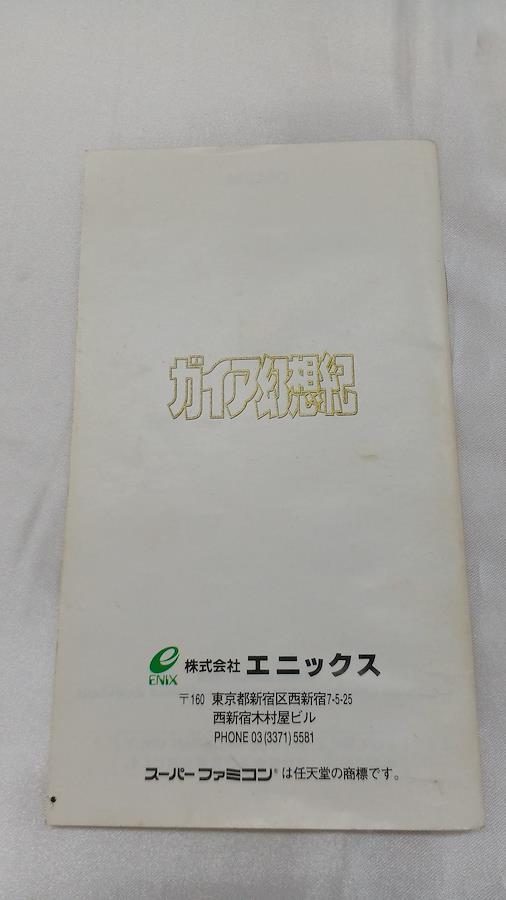 ガイア幻想紀
ENIX 株式会社 エニックス
〒160 東京都新宿区西新宿7-5-25
西新宿木村屋ビル
PHONE 03 (3371) 5581
スーパーファミコン®は任天堂の商標です。